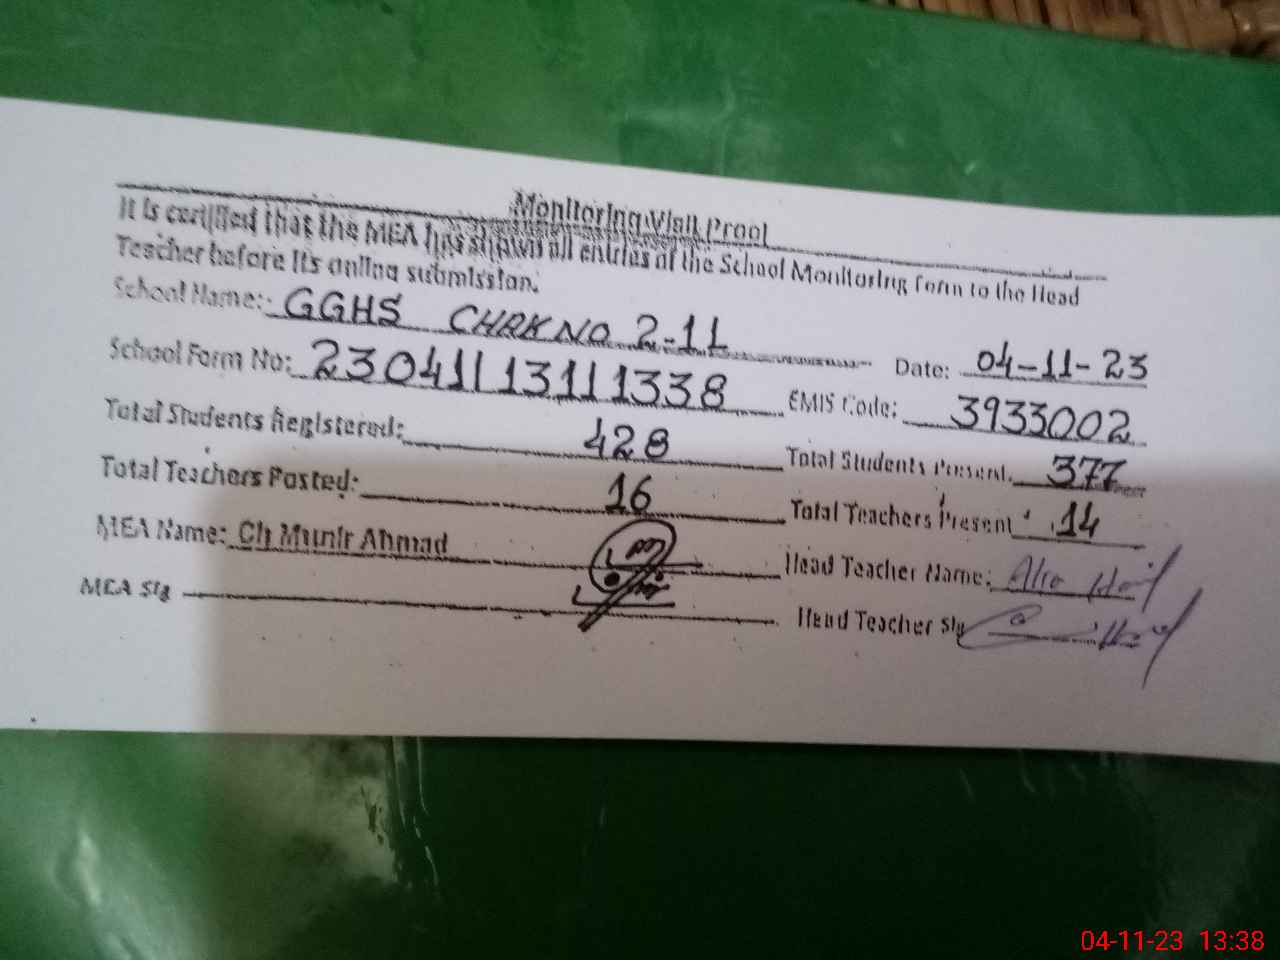 Monitoring Visit Proof
It is certified that the MEA has shown all entries of the School Monitoring Form to the Head
Teacher before its online submission.
School Name: GGHS CHAK NO 2-1L Date: 04-11-23
School Form No: 230411113111338 EMIS Code: 3933002
Total Students Registered: 428 Total Students Present. 377
Total Teachers Posted: 16 Total Teachers Present 14
MEA Name: Ch Munir Ahmad Head Teacher Name:
MEA Sig Head Teacher Sig
04-11-23 13:38